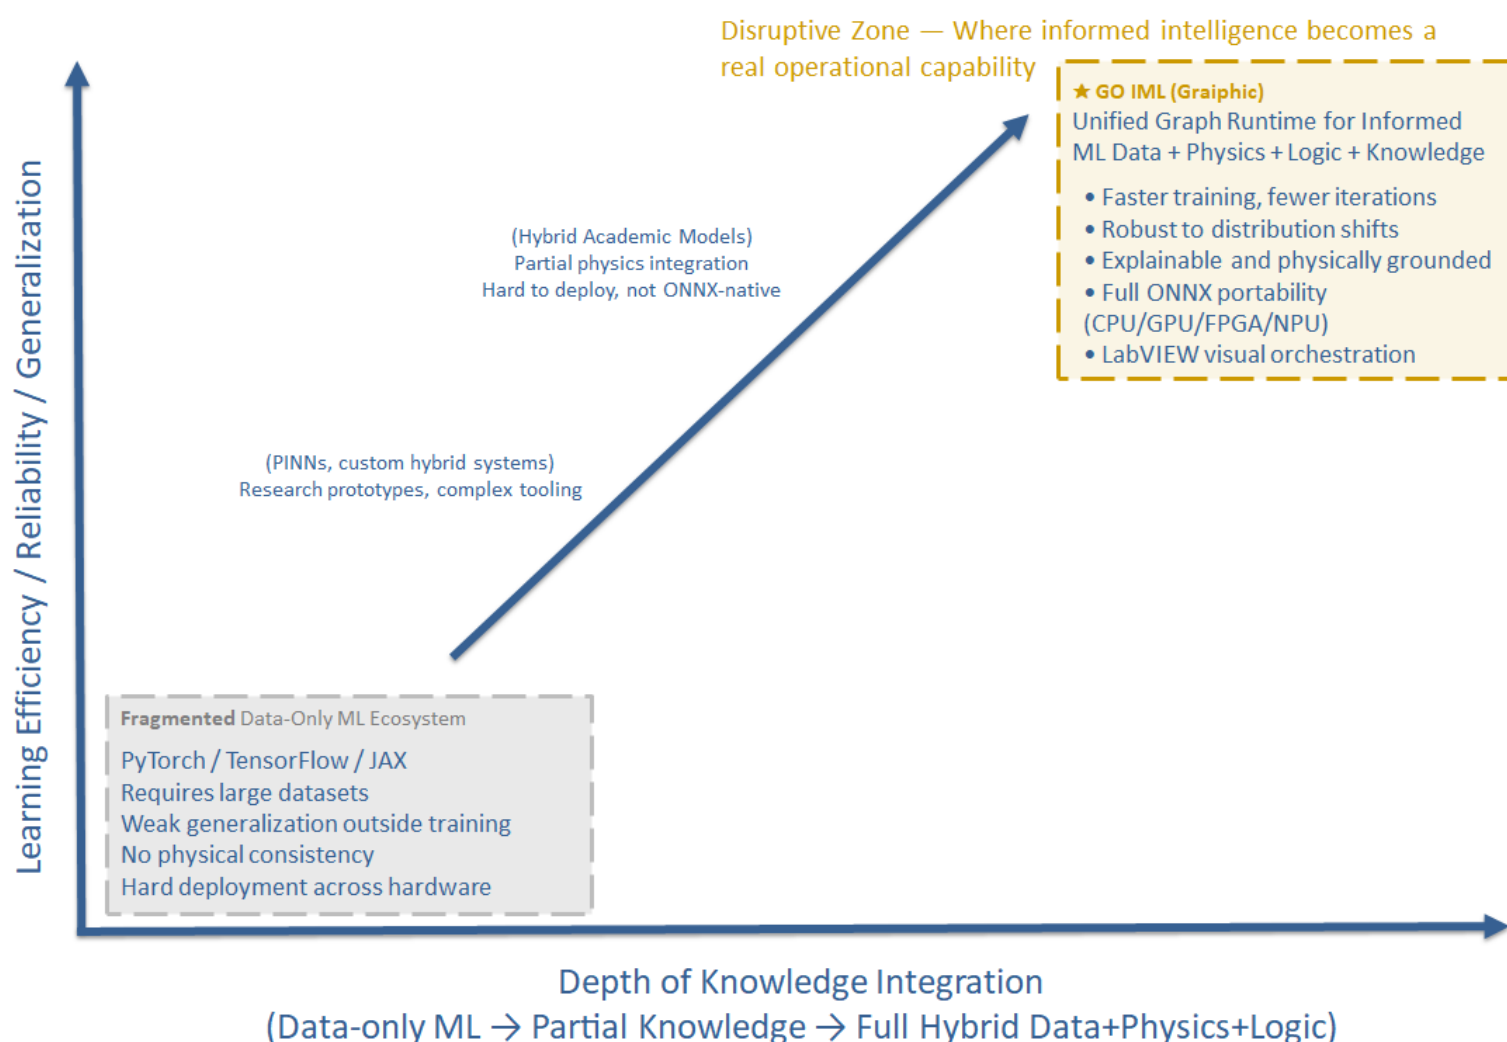 Disruptive Zone — Where informed intelligence becomes a
real operational capability
★ GO IML (Graiphic)
Unified Graph Runtime for Informed
ML Data + Physics + Logic + Knowledge
• Faster training, fewer iterations
• Robust to distribution shifts
• Explainable and physically grounded
• Full ONNX portability
(CPU/GPU/FPGA/NPU)
• LabVIEW visual orchestration
(Hybrid Academic Models)
Partial physics integration
Hard to deploy, not ONNX-native
(PINNs, custom hybrid systems)
Research prototypes, complex tooling
Learning Efficiency / Reliability / Generalization
Fragmented Data-Only ML Ecosystem
PyTorch / TensorFlow / JAX
Requires large datasets
Weak generalization outside training
No physical consistency
Hard deployment across hardware
Depth of Knowledge Integration
(Data-only ML → Partial Knowledge → Full Hybrid Data+Physics+Logic)